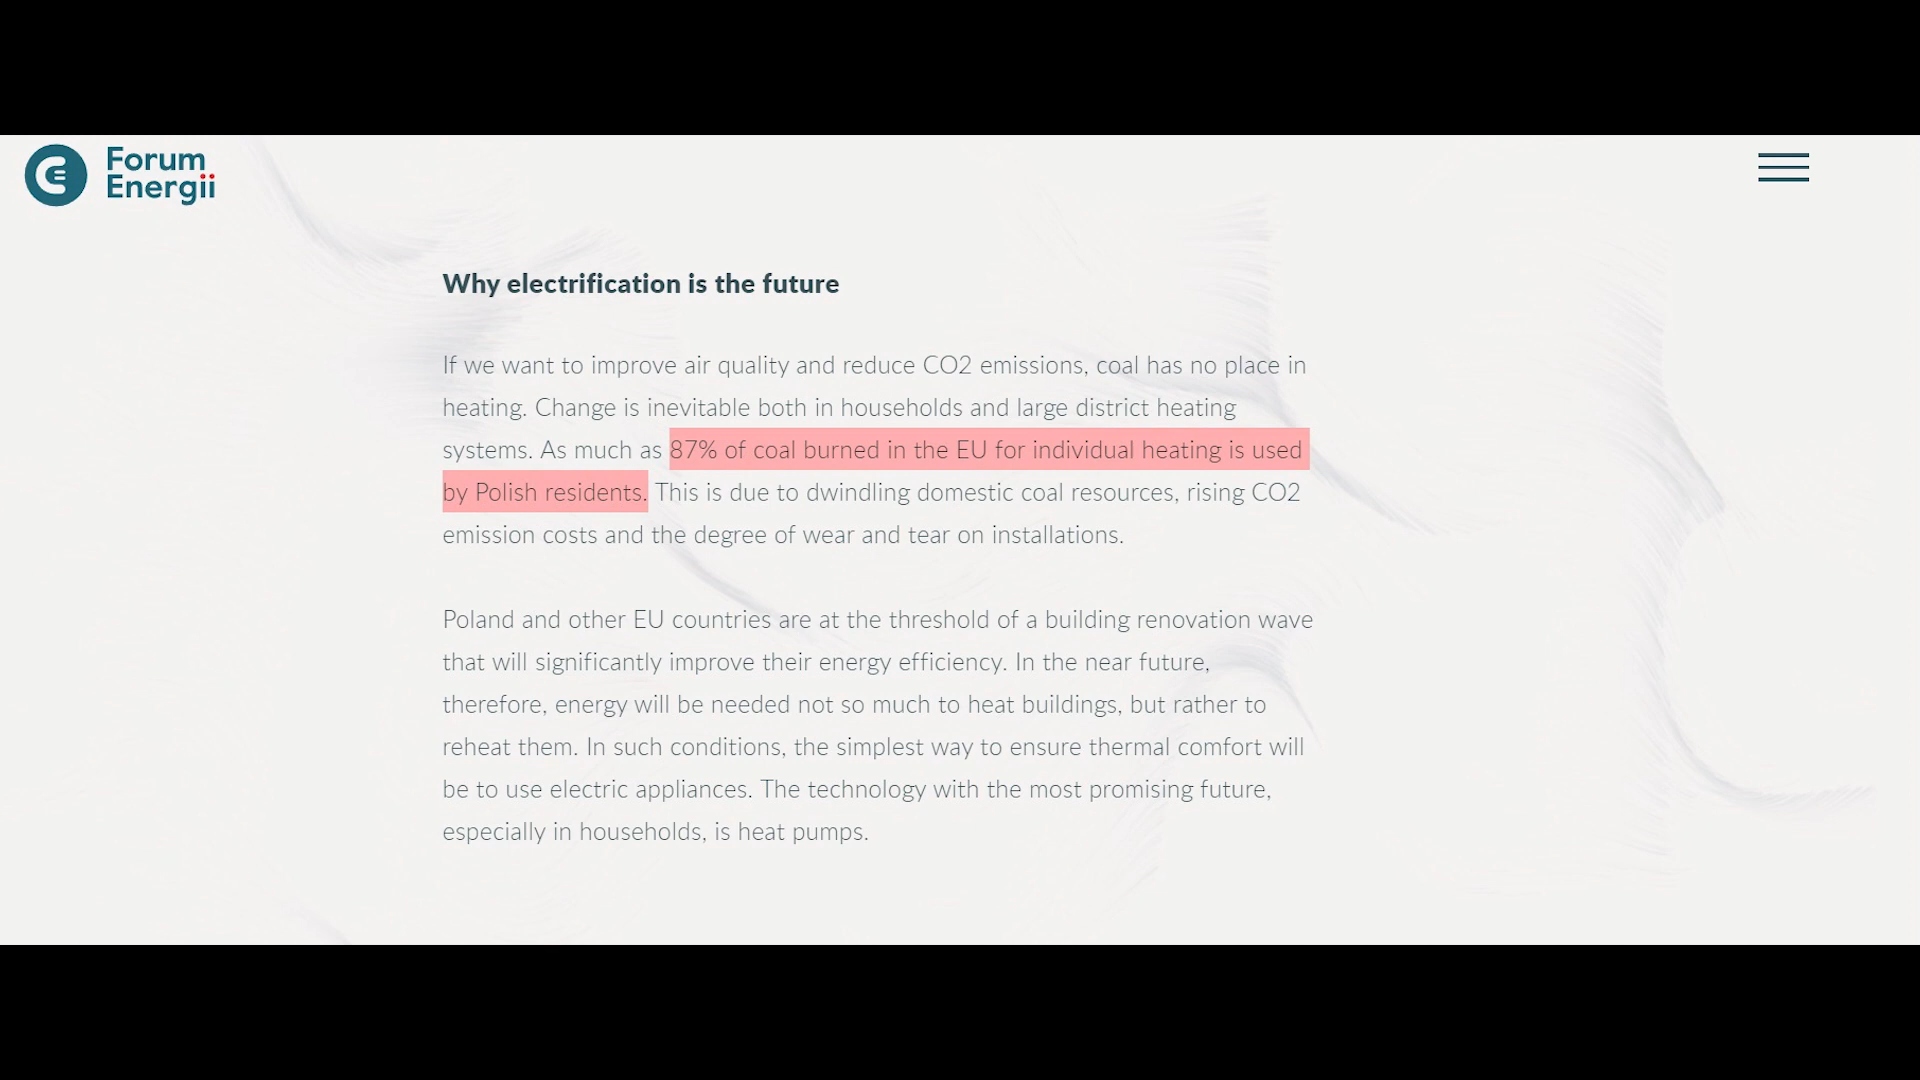 Forum
Energii
Why electrification is the future
If we want to improve air quality and reduce CO2 emissions, coal has no place in
heating. Change is inevitable both in households and large district heating
systems. As much as 87% of coal burned in the EU for individual heating is used
by Polish residents. This is due to dwindling domestic coal resources, rising CO2
emission costs and the degree of wear and tear on installations.
Poland and other EU countries are at the threshold of a building renovation wave
that will significantly improve their energy efficiency. In the near future,
therefore, energy will be needed not so much to heat buildings, but rather to
reheat them. In such conditions, the simplest way to ensure thermal comfort will
be to use electric appliances. The technology with the most promising future,
especially in households, is heat pumps.